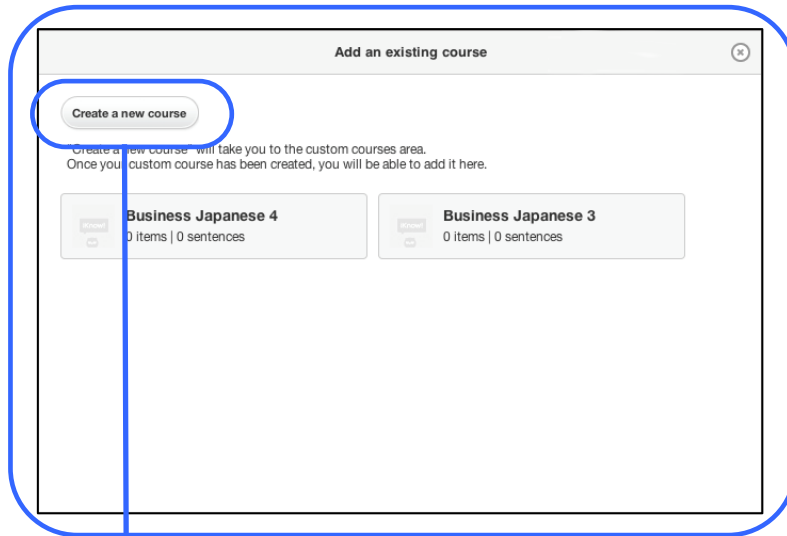 Add an existing course
Create a new course
"Create a new course" will take you to the custom courses area.
Once your custom course has been created, you will be able to add it here.
Business Japanese 4
0 items | 0 sentences
Business Japanese 3
0 items | 0 sentences